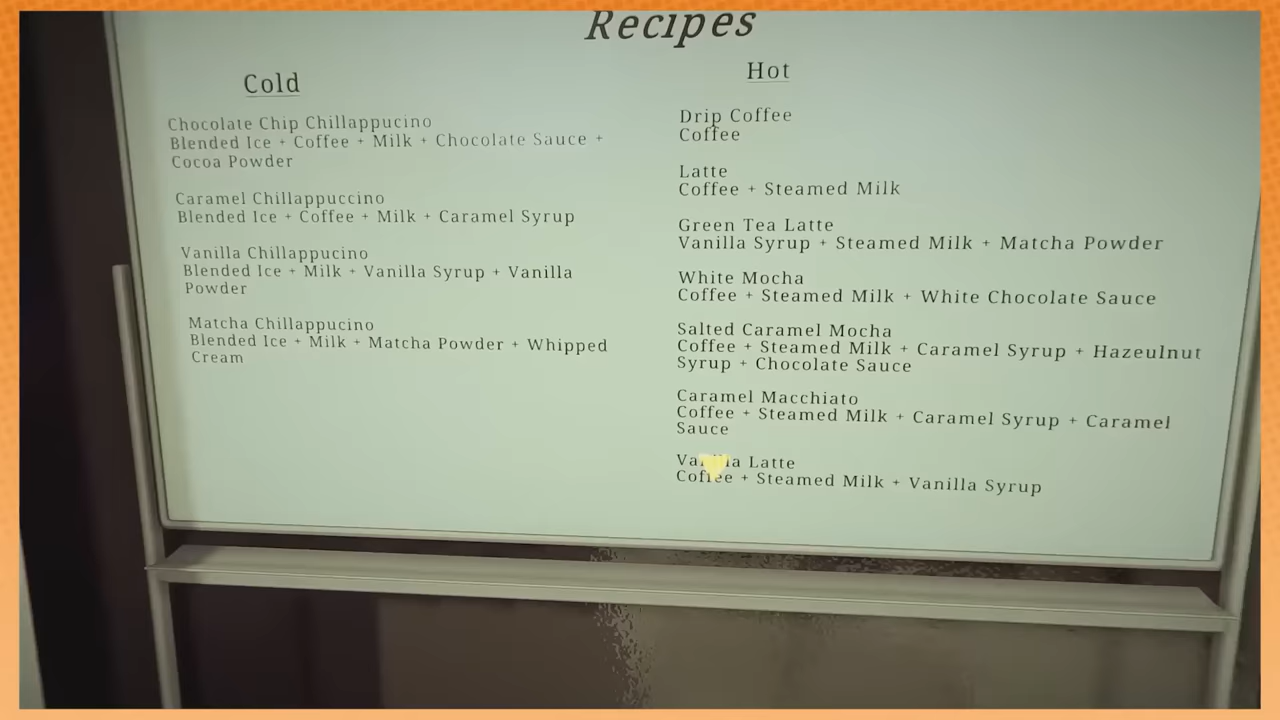 Recipes
Cold
Chocolate Chip Chillappucino
Blended Ice + Coffee + Milk + Chocolate Sauce +
Cocoa Powder
Caramel Chillappuccino
Blended Ice + Coffee + Milk + Caramel Syrup
Vanilla Chillappucino
Blended Ice + Milk + Vanilla Syrup + Vanilla
Powder
Matcha Chillappucino
Blended Ice + Milk + Matcha Powder + Whipped
Cream
Hot
Drip Coffee
Coffee
Latte
Coffee + Steamed Milk
Green Tea Latte
Vanilla Syrup + Steamed Milk + Matcha Powder
White Mocha
Coffee + Steamed Milk + White Chocolate Sauce
Salted Caramel Mocha
Coffee + Steamed Milk + Caramel Syrup + Hazeulnut
Syrup + Chocolate Sauce
Caramel Macchiato
Coffee + Steamed Milk + Caramel Syrup + Caramel
Sauce
Vanilla Latte
Coffee + Steamed Milk + Vanilla Syrup